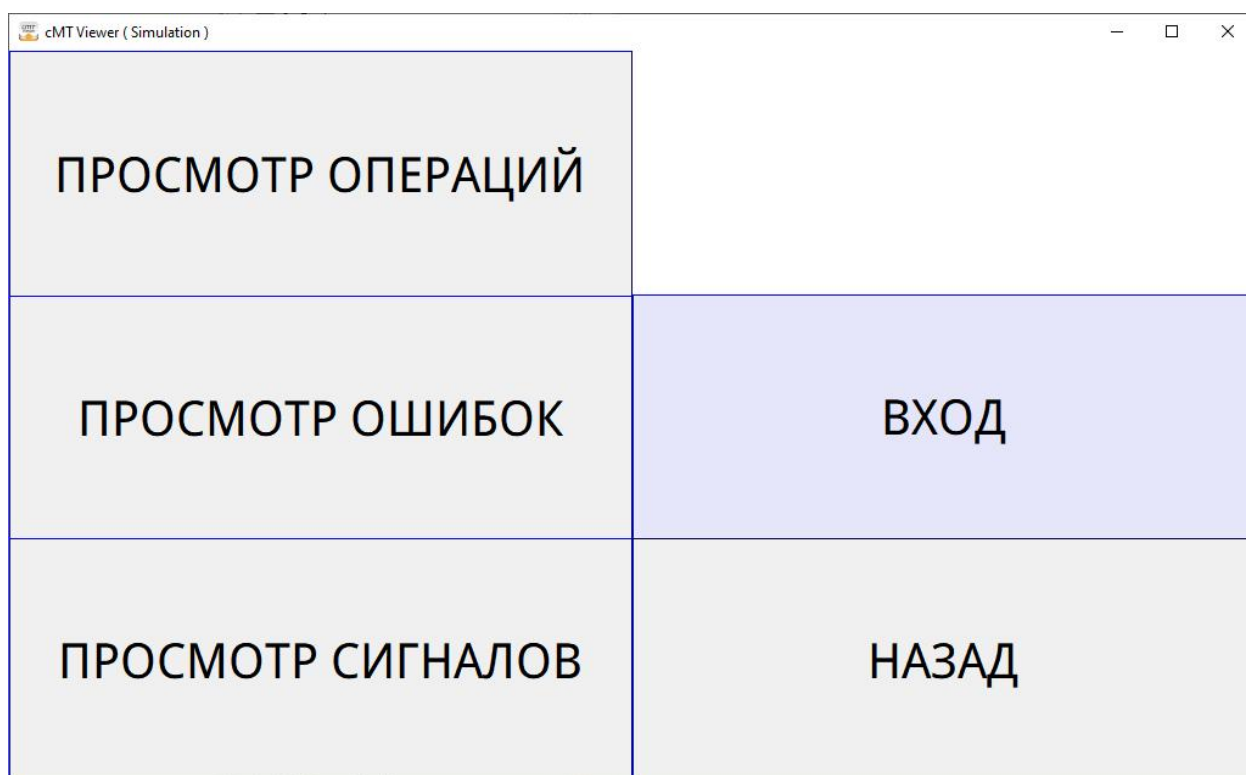 cMT Viewer ( Simulation )
ПРОСМОТР ОПЕРАЦИЙ
ПРОСМОТР ОШИБОК
ВХОД
ПРОСМОТР СИГНАЛОВ
НАЗАД